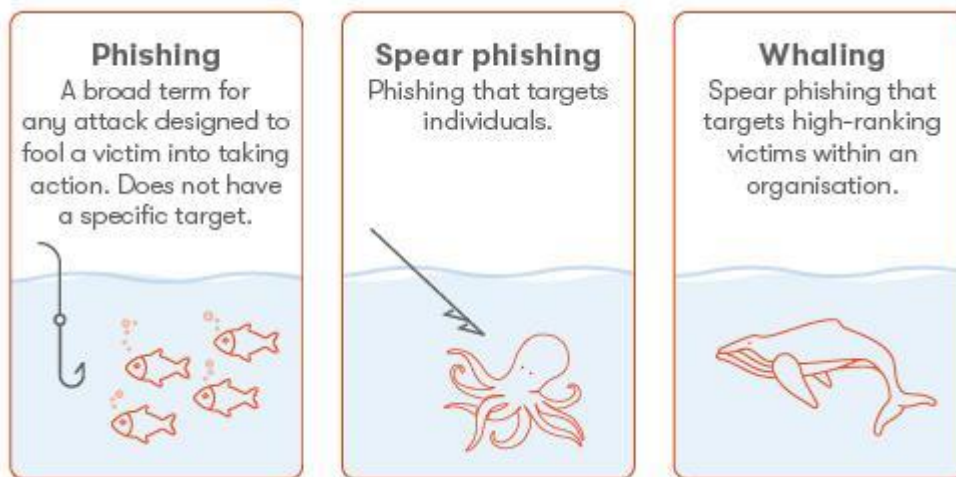 Phishing
A broad term for
any attack designed to
fool a victim into taking
action. Does not have
a specific target.
Spear phishing
Phishing that targets
individuals.
Whaling
Spear phishing that
targets high-ranking
victims within an
organisation.